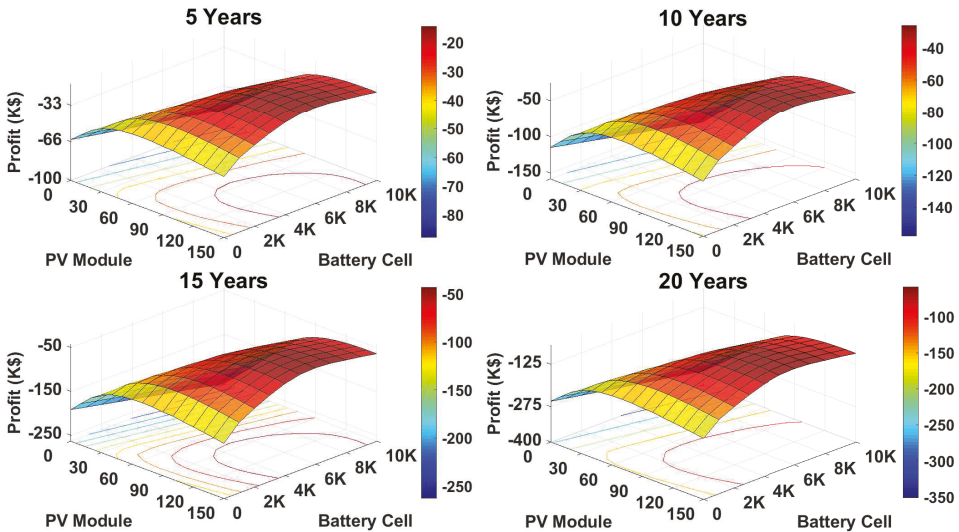 5 Years
Profit (K$)
-33
-66
-100
0
30
60
90
120
150
PV Module
0
2K
4K
6K
8K
10K
Battery Cell
-20
-30
-40
-50
-60
-70
-80
10 Years
Profit (K$)
-50
-100
-150
0
30
60
90
120
150
PV Module
0
2K
4K
6K
8K
10K
Battery Cell
-40
-60
-80
-100
-120
-140
15 Years
Profit (K$)
-50
-150
-250
0
30
60
90
120
150
PV Module
0
2K
4K
6K
8K
10K
Battery Cell
-50
-100
-150
-200
-250
20 Years
Profit (K$)
-125
-275
-400
0
30
60
90
120
150
PV Module
0
2K
4K
6K
8K
10K
Battery Cell
-100
-150
-200
-250
-300
-350